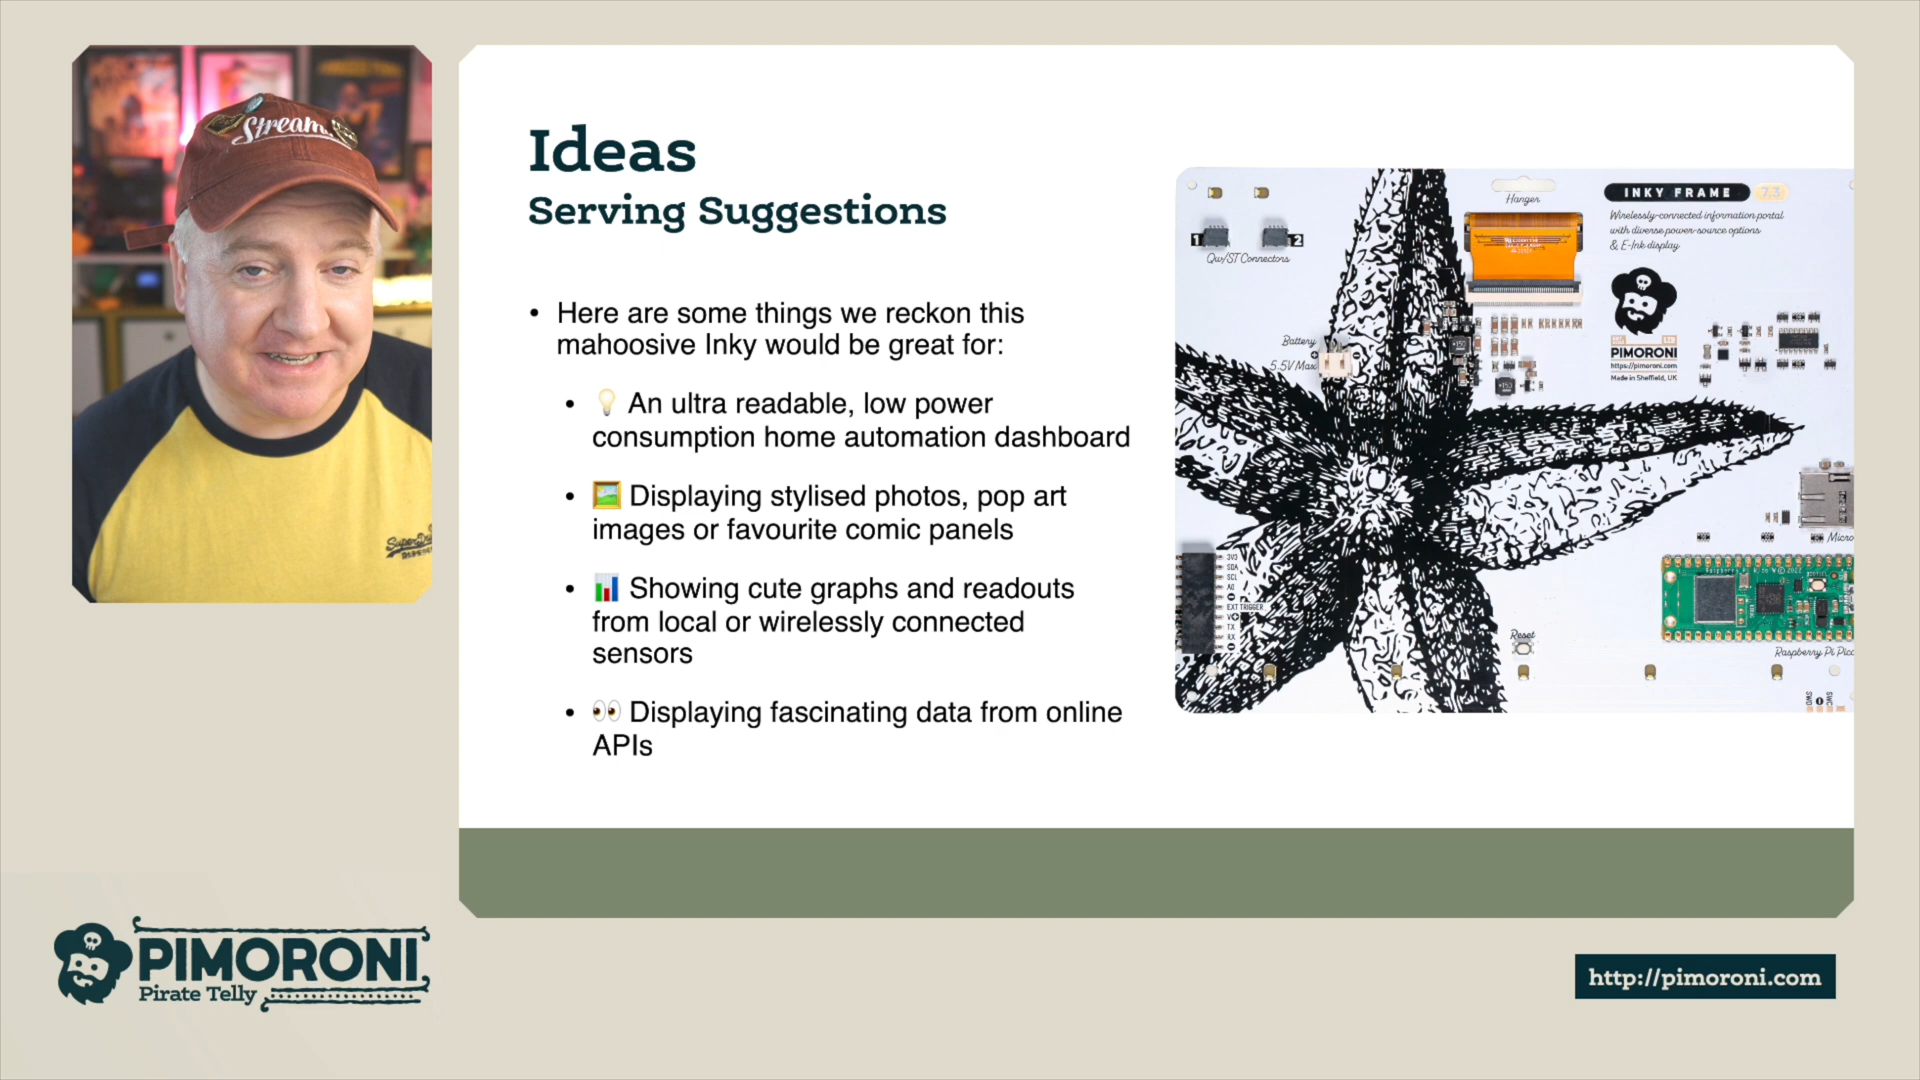 Stream
Ideas
Serving Suggestions
• Here are some things we reckon this
mahoosive Inky would be great for:
• 💡 An ultra readable, low power
consumption home automation dashboard
• 🖼️ Displaying stylised photos, pop art
images or favourite comic panels
• 📊 Showing cute graphs and readouts
from local or wirelessly connected
sensors
• 👀 Displaying fascinating data from online
APIs
Hanger
INKY FRAME 7.3
Wirelessly-connected information portal
with diverse power-source options
& E-Ink display
1
2
Qw/ST Connectors
Battery
5.5V Max
PIMORONI
https://pimoroni.com
Made in Sheffield, UK
Micro
3V3
SDA
SCL
A0
EXT TRIGGER
TX
RX
Reset
Raspberry Pi Pic
SWD
SWC
PIMORONI
Pirate Telly
http://pimoroni.com